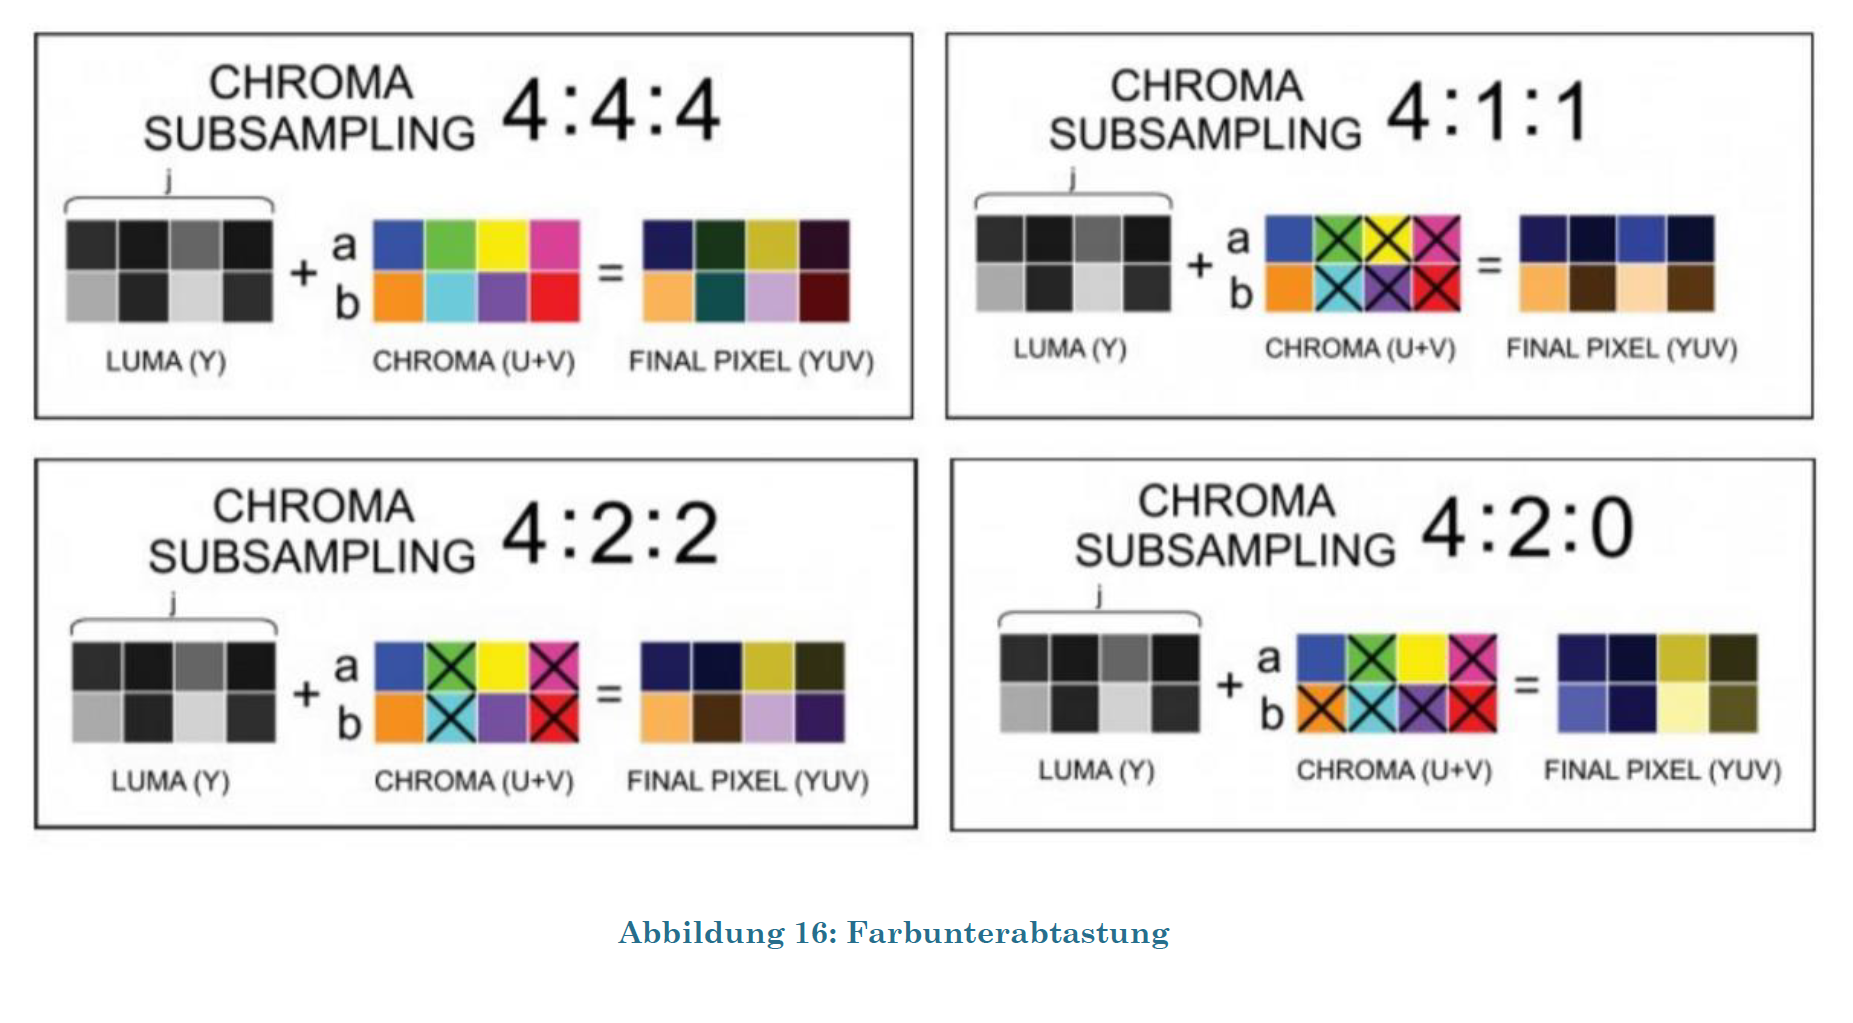 CHROMA
SUBSAMPLING 4:4:4
j
+ a
b =
LUMA (Y) CHROMA (U+V) FINAL PIXEL (YUV)
CHROMA
SUBSAMPLING 4:1:1
j
+ a
b =
LUMA (Y) CHROMA (U+V) FINAL PIXEL (YUV)
CHROMA
SUBSAMPLING 4:2:2
j
+ a
b =
LUMA (Y) CHROMA (U+V) FINAL PIXEL (YUV)
CHROMA
SUBSAMPLING 4:2:0
j
+ a
b =
LUMA (Y) CHROMA (U+V) FINAL PIXEL (YUV)
Abbildung 16: Farbunterabtastung